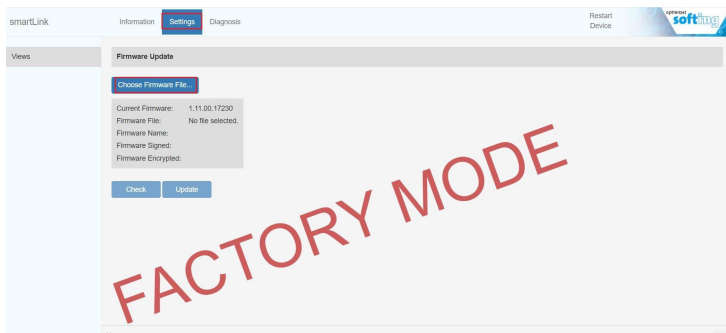 smartLink
Information Settings Diagnosis
Restart
Device
optimize!
softing
Views
Firmware Update
Choose Firmware File...
Current Firmware: 1.11.00.17230
Firmware File: No file selected.
Firmware Name:
Firmware Signed:
Firmware Encrypted:
Check Update
FACTORY MODE